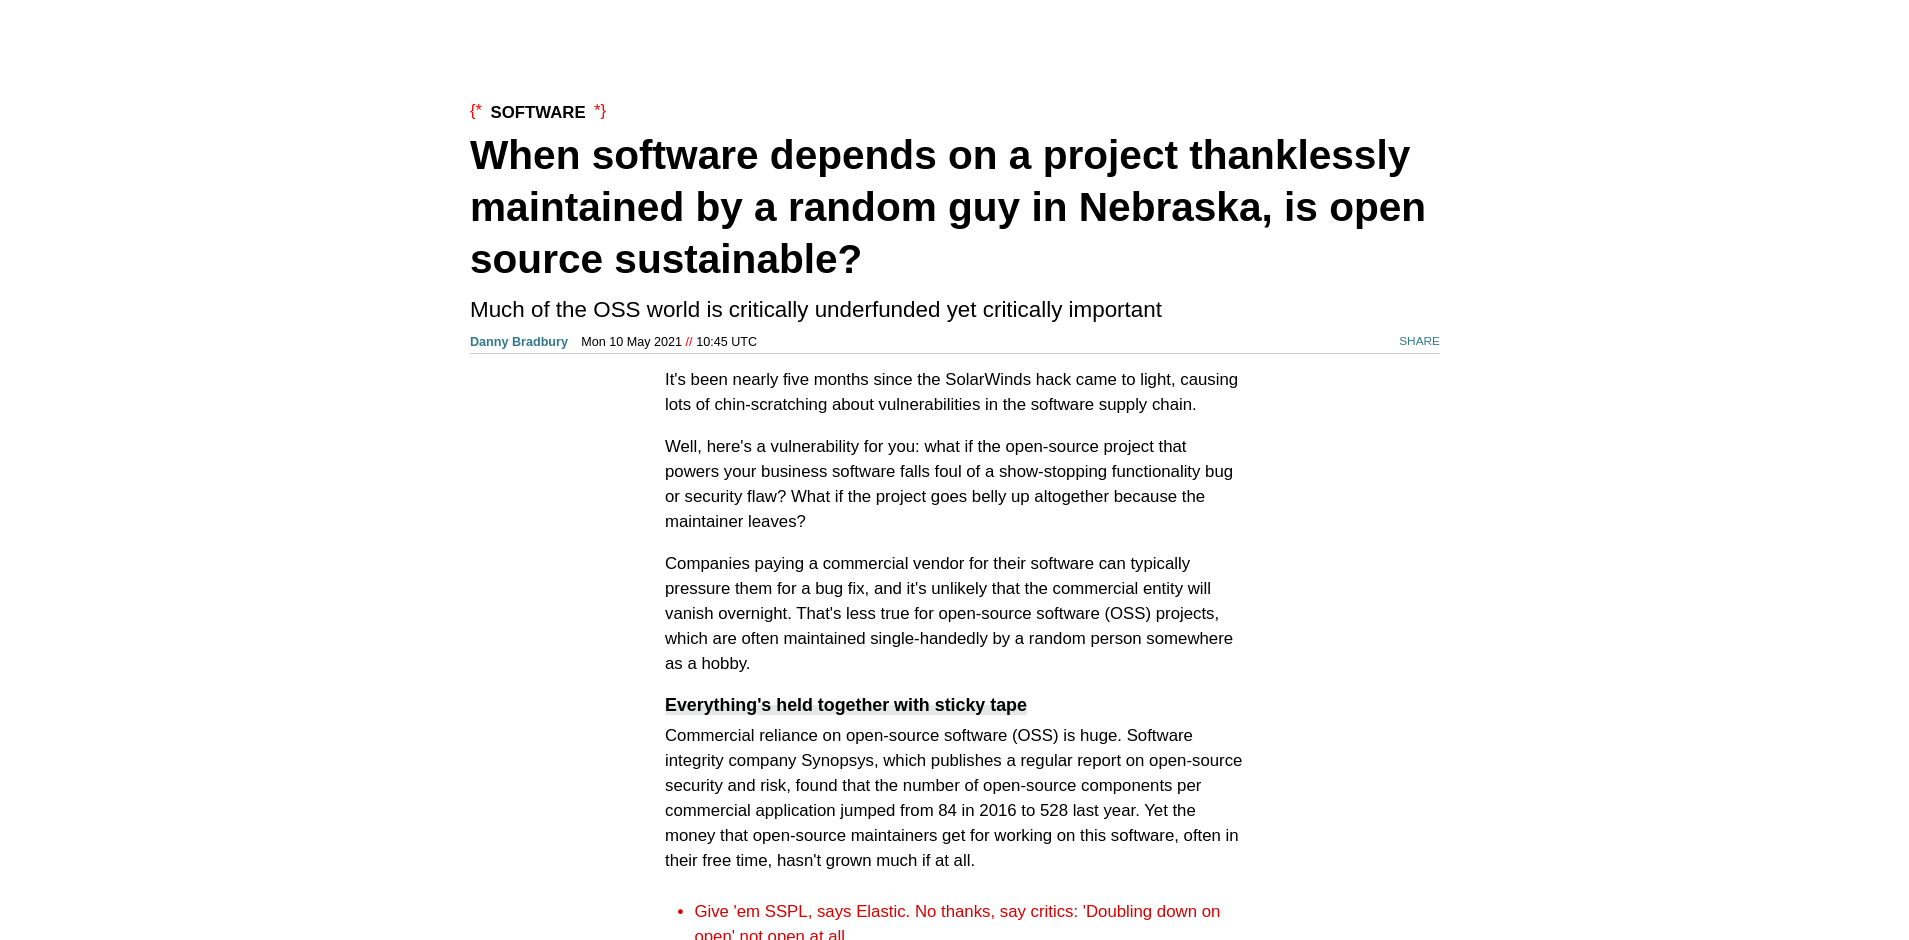 {* SOFTWARE *}
When software depends on a project thanklessly
maintained by a random guy in Nebraska, is open
source sustainable?
Much of the OSS world is critically underfunded yet critically important
Danny Bradbury Mon 10 May 2021 // 10:45 UTC SHARE
It's been nearly five months since the SolarWinds hack came to light, causing
lots of chin-scratching about vulnerabilities in the software supply chain.
Well, here's a vulnerability for you: what if the open-source project that
powers your business software falls foul of a show-stopping functionality bug
or security flaw? What if the project goes belly up altogether because the
maintainer leaves?
Companies paying a commercial vendor for their software can typically
pressure them for a bug fix, and it's unlikely that the commercial entity will
vanish overnight. That's less true for open-source software (OSS) projects,
which are often maintained single-handedly by a random person somewhere
as a hobby.
Everything's held together with sticky tape
Commercial reliance on open-source software (OSS) is huge. Software
integrity company Synopsys, which publishes a regular report on open-source
security and risk, found that the number of open-source components per
commercial application jumped from 84 in 2016 to 528 last year. Yet the
money that open-source maintainers get for working on this software, often in
their free time, hasn't grown much if at all.
• Give 'em SSPL, says Elastic. No thanks, say critics: 'Doubling down on
open' not open at all